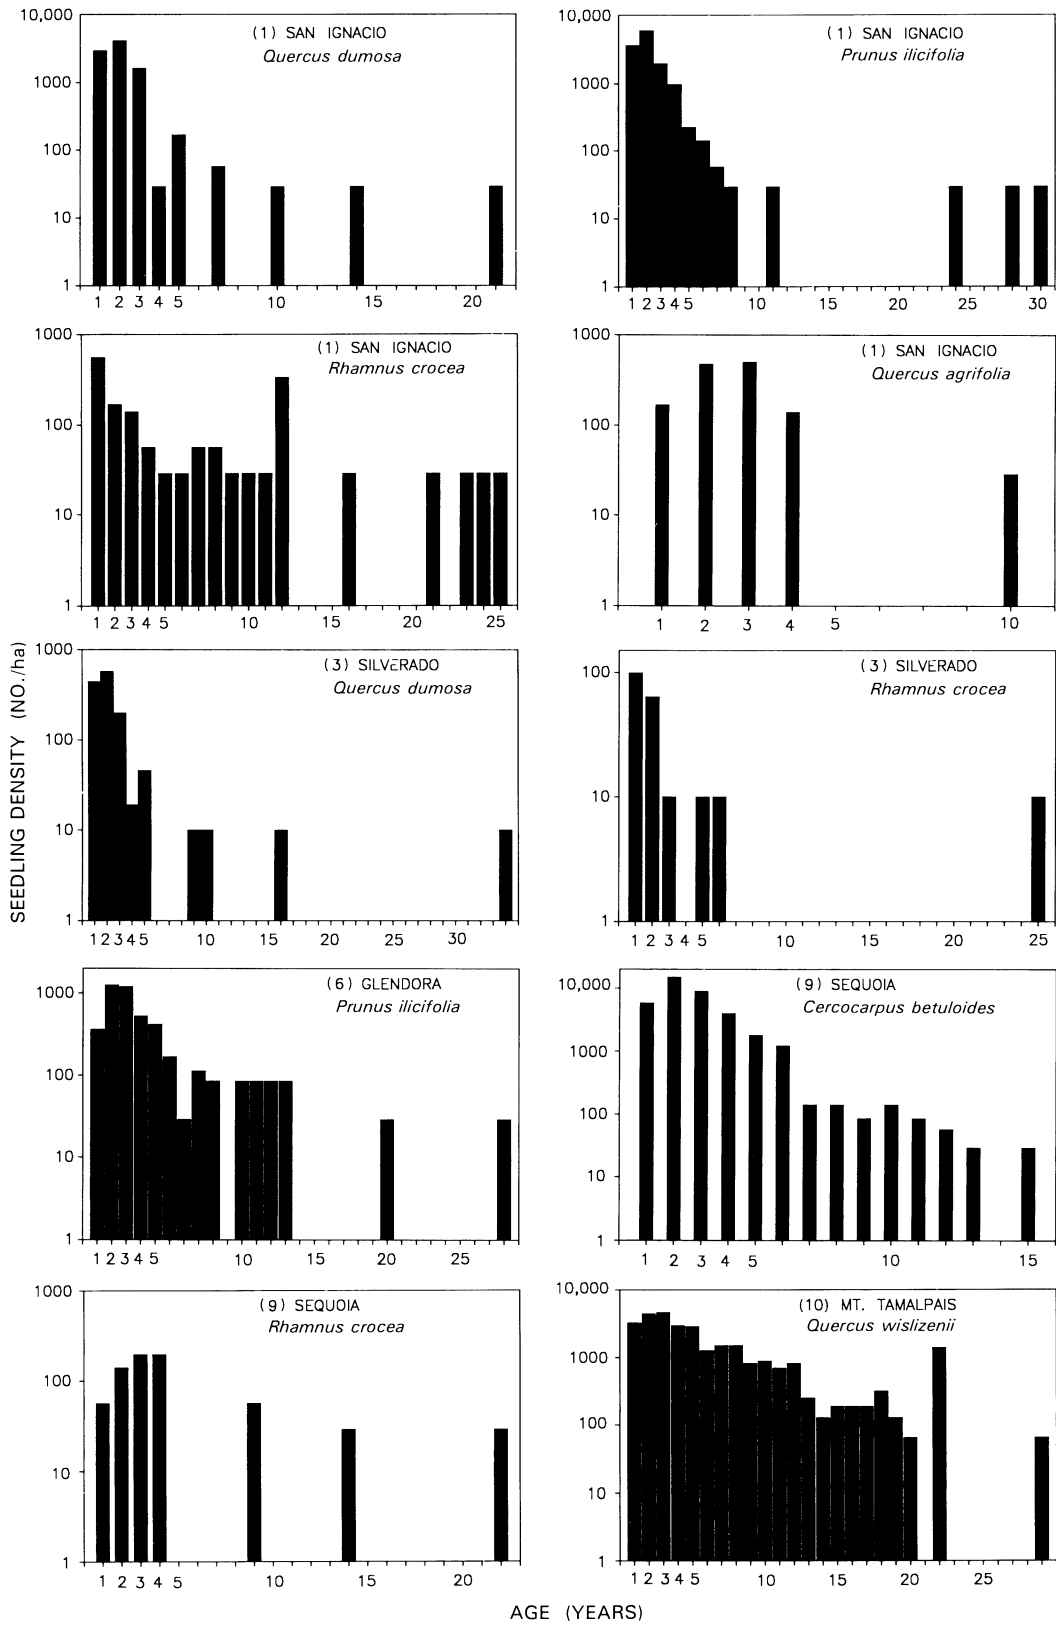 (1) SAN IGNACIO
Quercus dumosa
10,000
1000
100
10
1
1 2 3 4 5 10 15 20
(1) SAN IGNACIO
Prunus ilicifolia
10,000
1000
100
10
1
1 2 3 4 5 10 15 20 25 30
(1) SAN IGNACIO
Rhamnus crocea
1000
100
10
1
1 2 3 4 5 10 15 20 25
(1) SAN IGNACIO
Quercus agrifolia
1000
100
10
1
1 2 3 4 5 10
SEEDLING DENSITY (NO./ha)
(3) SILVERADO
Quercus dumosa
1000
100
10
1
1 2 3 4 5 10 15 20 25 30
(3) SILVERADO
Rhamnus crocea
100
10
1
1 2 3 4 5 10 15 20 25
(6) GLENDORA
Prunus ilicifolia
1000
100
10
1
1 2 3 4 5 10 15 20 25
(9) SEQUOIA
Cercocarpus betuloides
10,000
1000
100
10
1
1 2 3 4 5 10 15
(9) SEQUOIA
Rhamnus crocea
1000
100
10
1
1 2 3 4 5 10 15 20
(10) MT. TAMALPAIS
Quercus wislizenii
10,000
1000
100
10
1
1 2 3 4 5 10 15 20 25
AGE (YEARS)